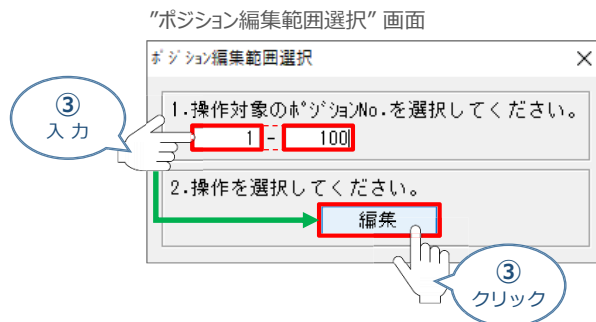 ”ポジション編集範囲選択” 画面
ﾎﾟｼﾞｼｮﾝ編集範囲選択
③
入 力
1.操作対象のﾎﾟｼﾞｼｮﾝNo.を選択してください。
1 - 100
2.操作を選択してください。
編集
③
クリック